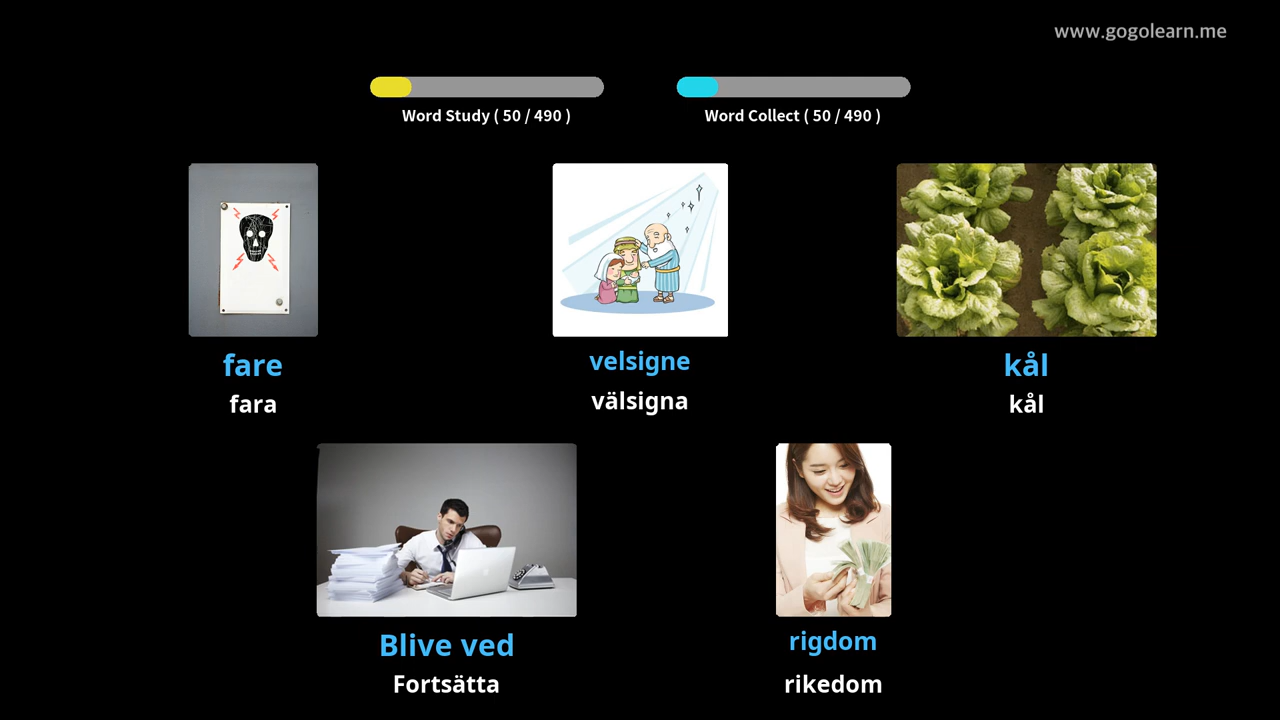 www.gogolearn.me
Word Study ( 50 / 490 )
Word Collect ( 50 / 490 )
fare
fara
velsigne
välsigna
kål
kål
Blive ved
Fortsätta
rigdom
rikedom